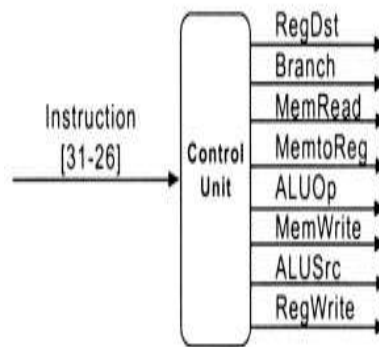 Instruction
[31-26]
Control
Unit
RegDst
Branch
MemRead
MemtoReg
ALUOp
MemWrite
ALUSrc
RegWrite